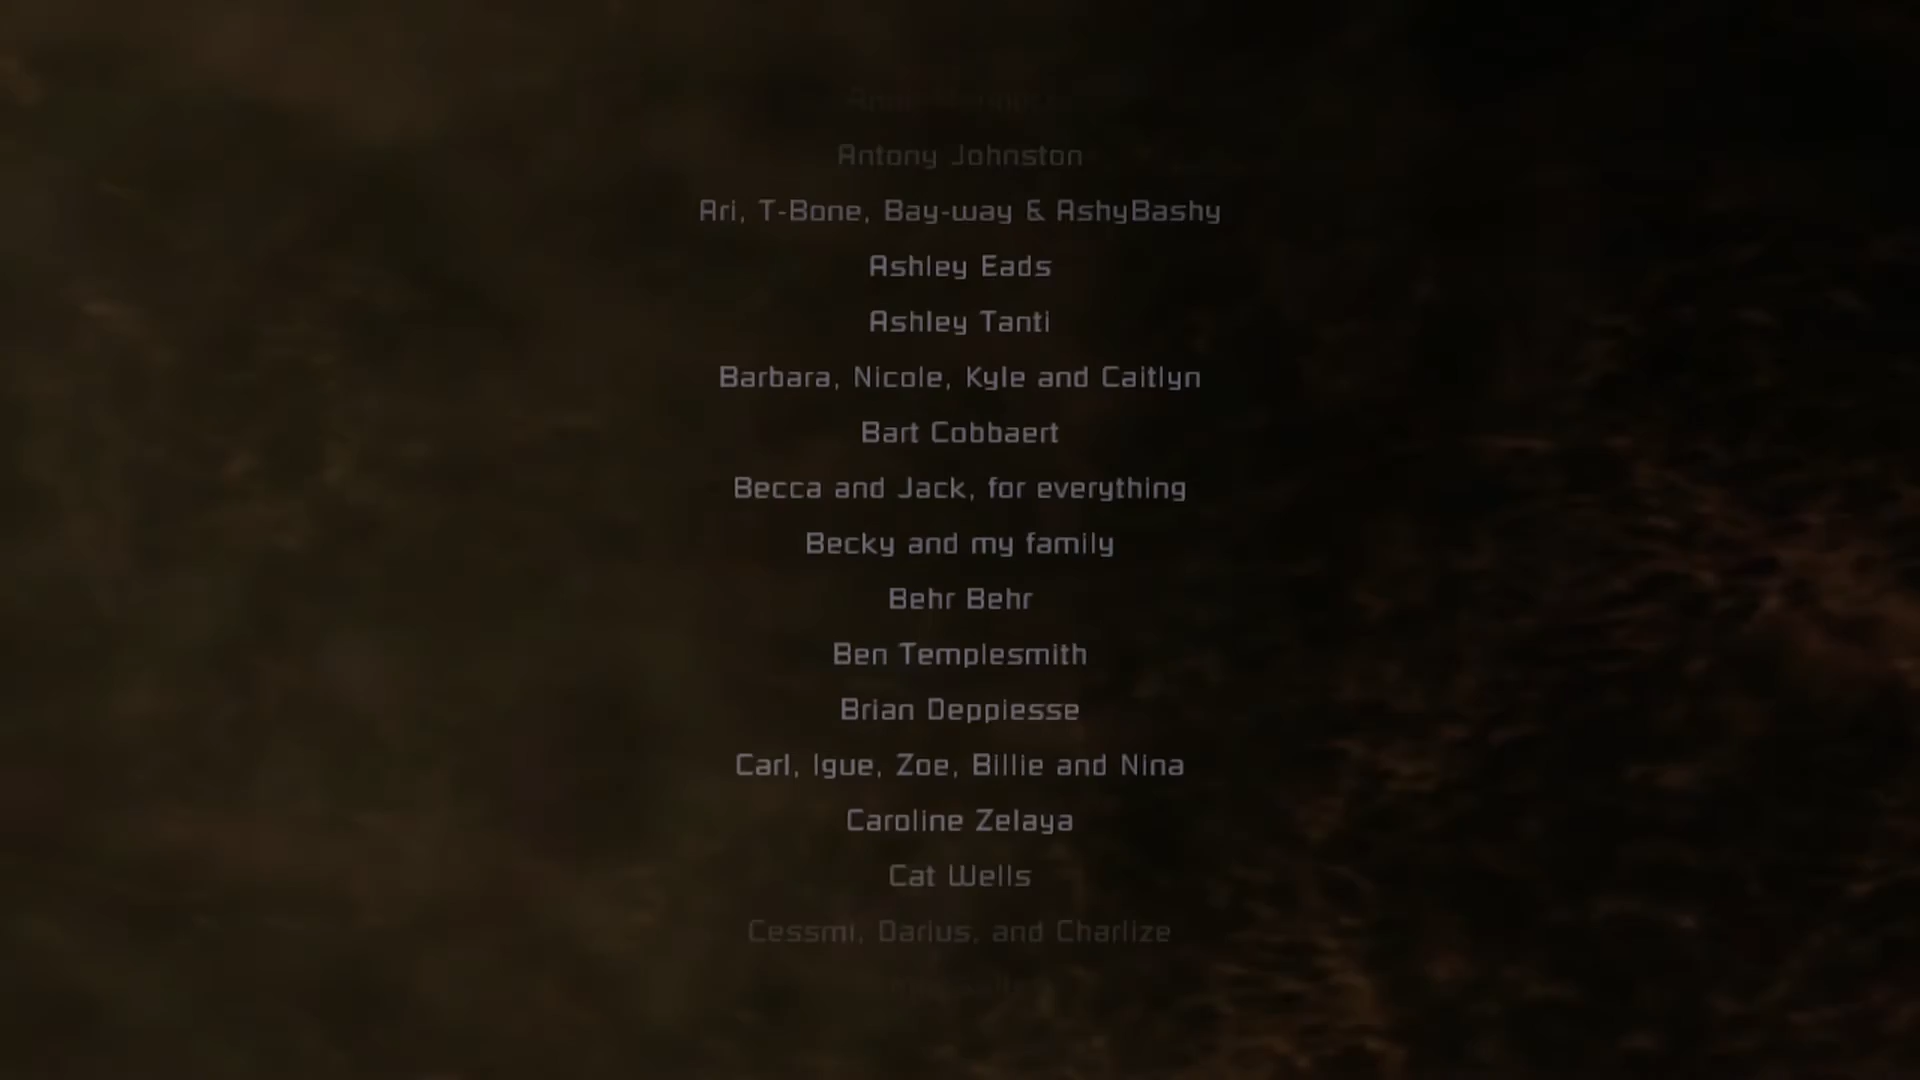 Antony Johnston
Ari, T-Bone, Bay-way & AshyBashy
Ashley Eads
Ashley Tanti
Barbara, Nicole, Kyle and Caitlyn
Bart Cobbaert
Becca and Jack, for everything
Becky and my family
Behr Behr
Ben Templesmith
Brian Deppiesse
Carl, Igue, Zoe, Billie and Nina
Caroline Zelaya
Cat Wells
Cessmi, Darius, and Charlize